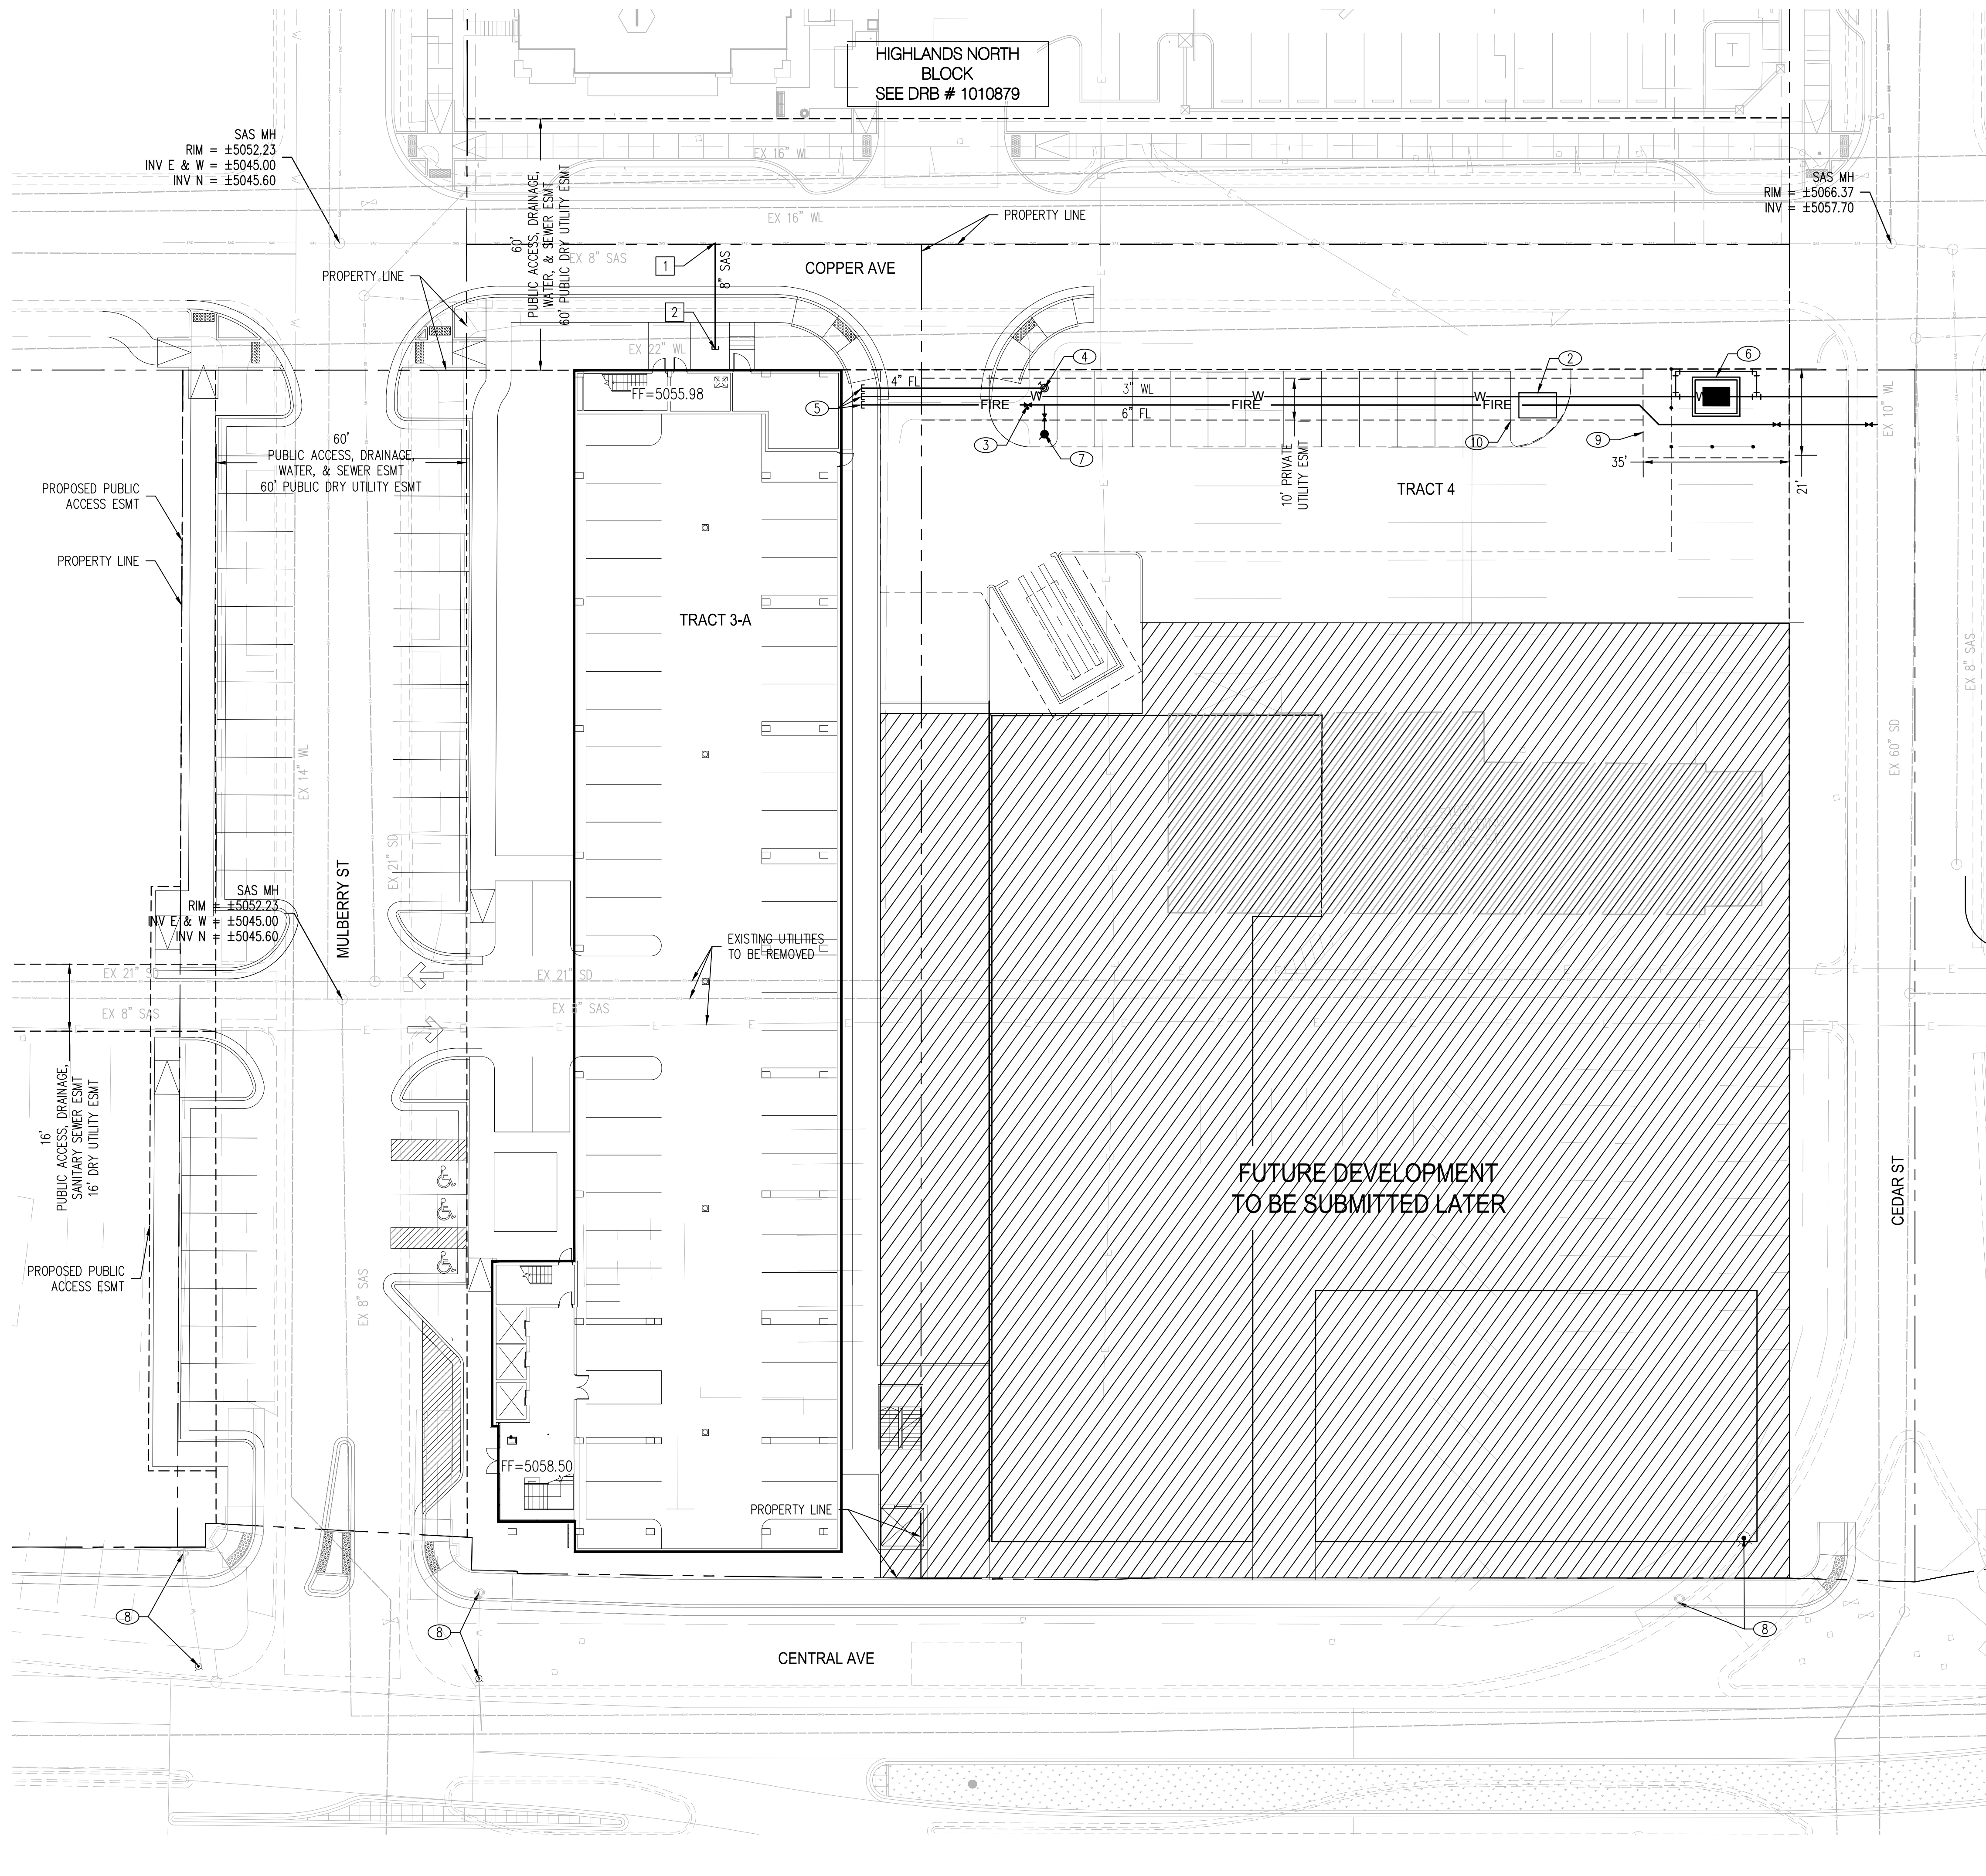 HIGHLANDS NORTH
BLOCK
SEE DRB # 1010879
SAS MH
RIM = ±5052.23
INV E & W = ±5045.00
INV N = ±5045.60
EX 16" WL
SAS MH
RIM = ±5066.37
INV = ±5057.70
60'
PUBLIC ACCESS, DRAINAGE,
WATER, & SEWER ESMT
60' PUBLIC DRY UTILITY ESMT
EX 16" WL
PROPERTY LINE
PROPERTY LINE
1
EX 8" SAS
8" SAS
COPPER AVE
2
EX 22" WL
FF=5055.98
4" FL
4
3" WL
W
W
W
W
2
6
5
FIRE
FIRE
FIRE
6" FL
3
7
10
9
35'
21'
EX 10" WL
10' PRIVATE
UTILITY ESMT
TRACT 4
60'
PUBLIC ACCESS, DRAINAGE,
WATER, & SEWER ESMT
60' PUBLIC DRY UTILITY ESMT
PROPOSED PUBLIC
ACCESS ESMT
PROPERTY LINE
TRACT 3-A
EX 8" SAS
EX 14" WL
EX 60" SD
EX 21" SD
MULBERRY ST
SAS MH
RIM = ±5052.23
INV E & W = ±5045.00
INV N = ±5045.60
EXISTING UTILITIES
TO BE REMOVED
EX 21" SD
EX 21" SD
EX 8" SAS
EX 8" SAS
E
E
E
E
E
E
16'
PUBLIC ACCESS, DRAINAGE,
SANITARY SEWER ESMT
16' DRY UTILITY ESMT
FUTURE DEVELOPMENT
TO BE SUBMITTED LATER
CEDAR ST
PROPOSED PUBLIC
ACCESS ESMT
EX 8" SAS
FF=5058.50
PROPERTY LINE
8
8
8
CENTRAL AVE